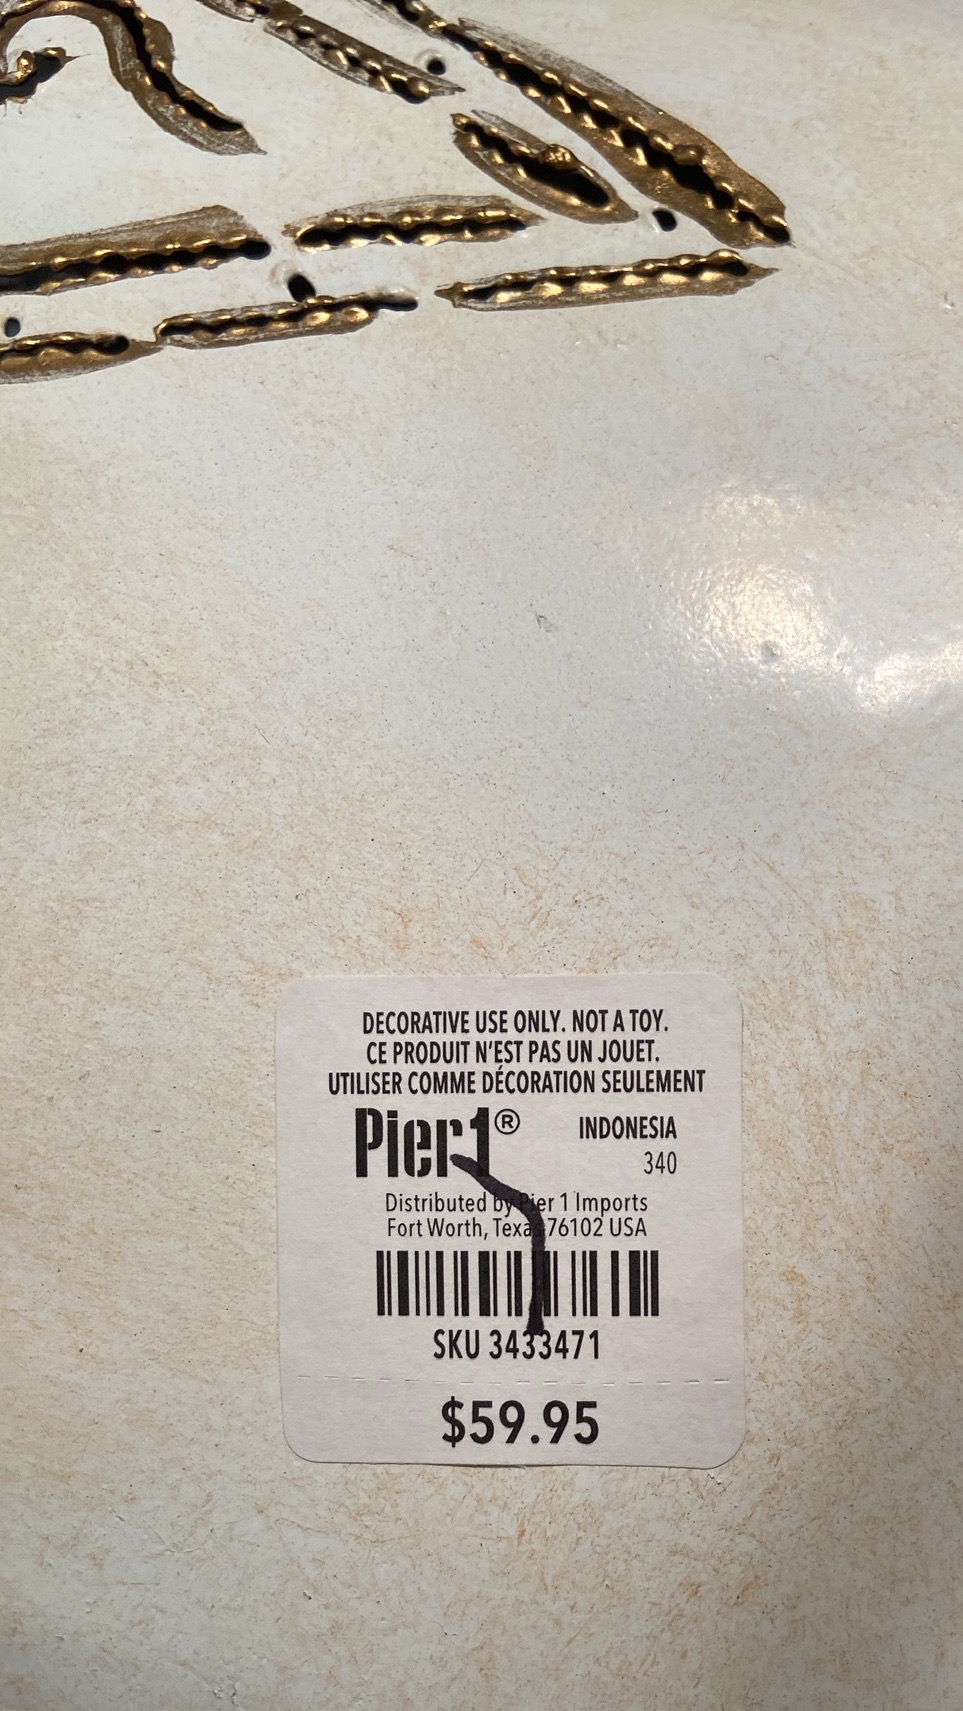 DECORATIVE USE ONLY. NOT A TOY.
CE PRODUIT N'EST PAS UN JOUET.
UTILISER COMME DÉCORATION SEULEMENT
Pier1® INDONESIA
340
Distributed by Pier 1 Imports
Fort Worth, Texas 76102 USA
SKU 3433471
$59.95